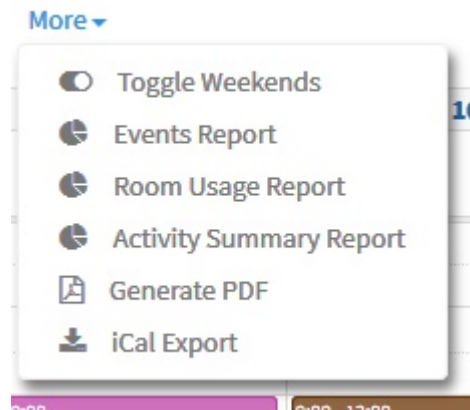 More
Toggle Weekends
Events Report
Room Usage Report
Activity Summary Report
Generate PDF
iCal Export